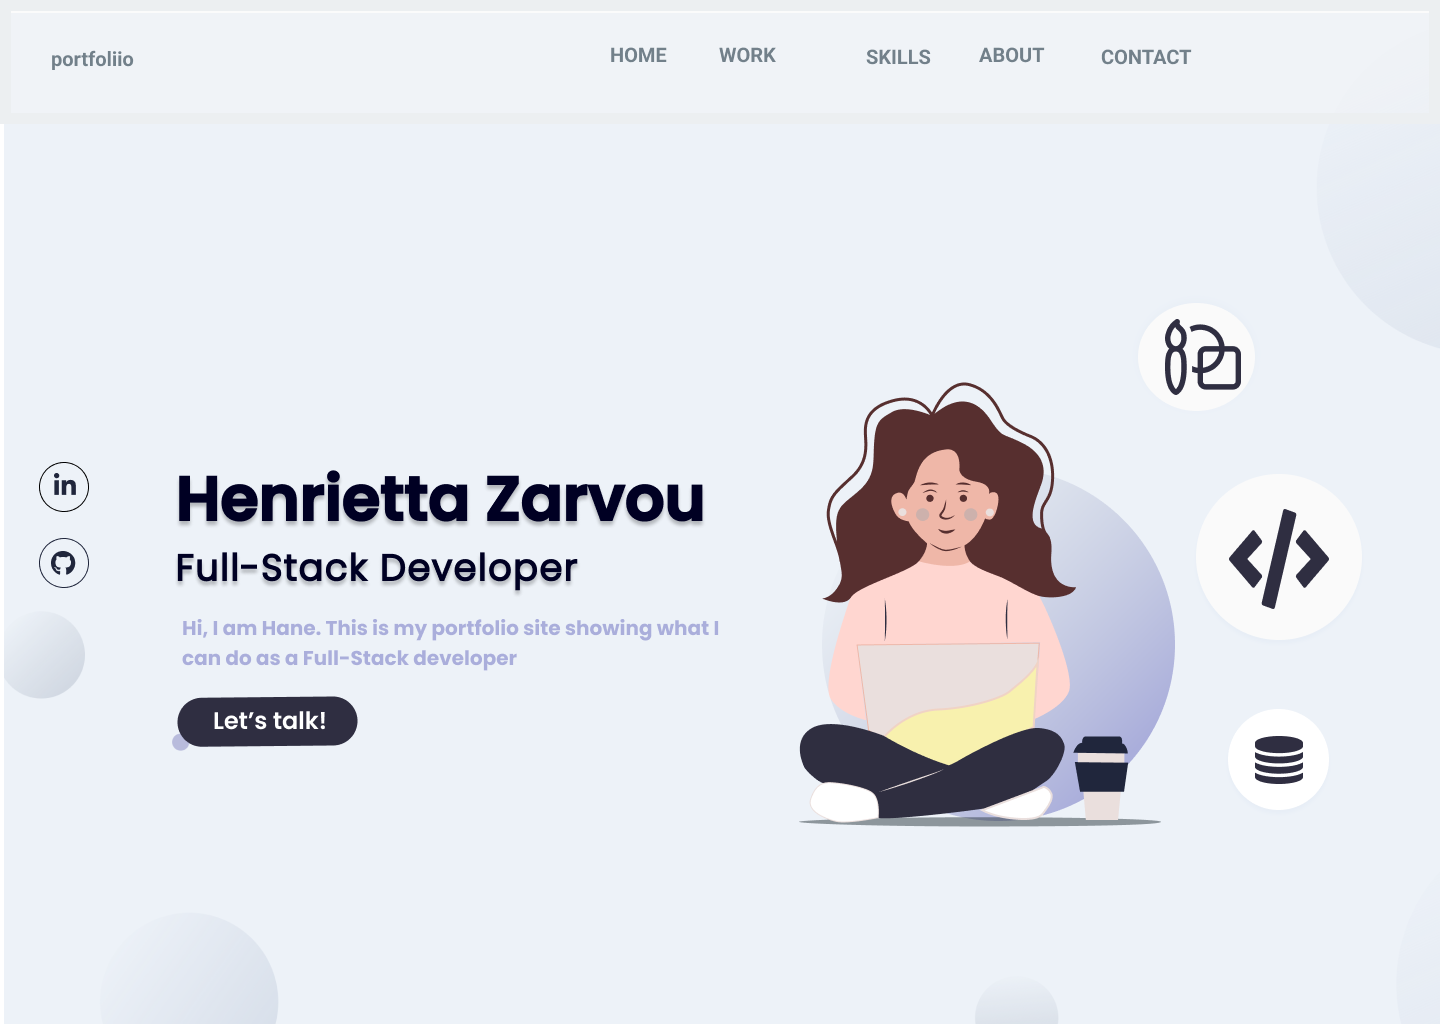 portfoliio
HOME WORK SKILLS ABOUT CONTACT
in
Henrietta Zarvou
Full-Stack Developer
Hi, I am Hane. This is my portfolio site showing what I
can do as a Full-Stack developer
Let’s talk!